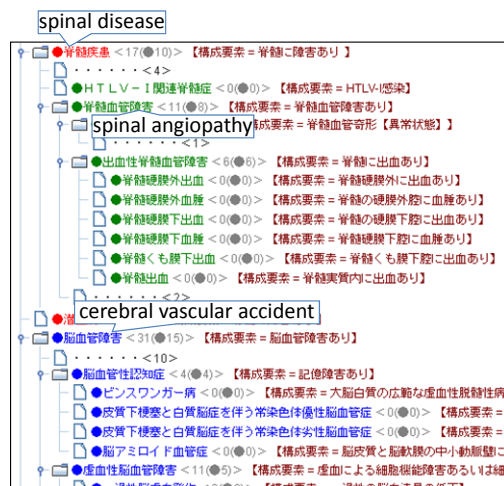 spinal disease
●脊髄疾患 <17(●10)> 【構成要素 = 脊髄に障害あり 】
・・・・・・<4>
●HTLV－I関連脊髄症 <0(●0)> 【構成要素 = HTLV-I感染】
●脊髄血管障害 <11(●8)> 【構成要素 = 脊髄血管障害あり】
spinal angiopathy
構成要素 = 脊髄血管奇形【異常状態】 】
・・・・・・<1>
●出血性脊髄血管障害 <6(●6)> 【構成要素 = 脊髄に出血あり】
●脊髄硬膜外出血 <0(●0)> 【構成要素 = 脊髄硬膜外に出血あり】
●脊髄硬膜外血腫 <0(●0)> 【構成要素 = 脊髄の硬膜外腔に血腫あり】
●脊髄硬膜下出血 <0(●0)> 【構成要素 = 脊髄の硬膜下腔に出血あり】
●脊髄硬膜下血腫 <0(●0)> 【構成要素 = 脊髄硬膜下腔に血腫あり】
●脊髄くも膜下出血 <0(●0)> 【構成要素 = 脊髄くも膜下腔に出血あり】
●脊髄出血 <0(●0)> 【構成要素 = 脊髄実質内に出血あり】
・・・・・・<2>
cerebral vascular accident
●脳血管障害 <31(●15)> 【構成要素 = 脳血管障害あり】
・・・・・・<10>
●脳血管性認知症 <4(●4)> 【構成要素 = 記憶障害あり】
●ビンスワンガー病 <0(●0)> 【構成要素 = 大脳白質の広範な虚血性脱髄性病
●皮質下梗塞と白質脳症を伴う常染色体優性脳血管症 <0(●0)> 【構成要素 =
●皮質下梗塞と白質脳症を伴う常染色体劣性脳血管症 <0(●0)> 【構成要素 =
●脳アミロイド血管症 <0(●0)> 【構成要素 = 脳皮質と脳軟膜の中小動脈壁に
●虚血性脳血管障害 <11(●5)> 【構成要素 = 虚血による細胞機能障害あるいは細